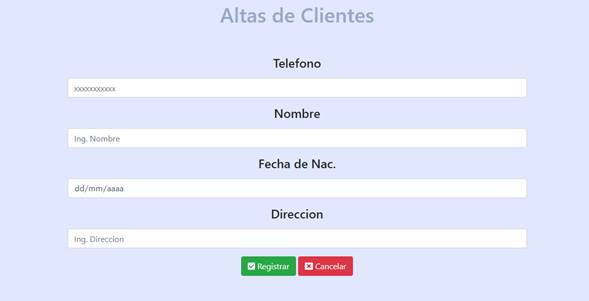 Altas de Clientes
Telefono
xxxxxxxxxxx
Nombre
Ing. Nombre
Fecha de Nac.
dd/mm/aaaa
Direccion
Ing. Direccion
Registrar Cancelar